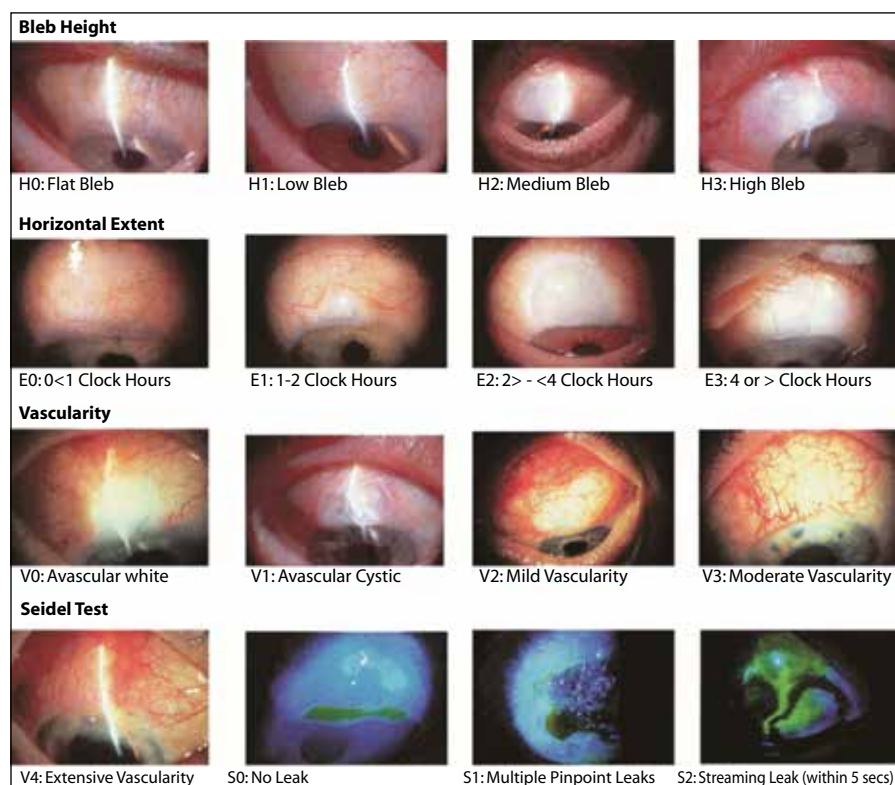 Bleb Height
H0: Flat Bleb H1: Low Bleb H2: Medium Bleb H3: High Bleb
Horizontal Extent
E0: 0<1 Clock Hours E1: 1-2 Clock Hours E2: 2> - <4 Clock Hours E3: 4 or > Clock Hours
Vascularity
V0: Avascular white V1: Avascular Cystic V2: Mild Vascularity V3: Moderate Vascularity
Seidel Test
V4: Extensive Vascularity S0: No Leak S1: Multiple Pinpoint Leaks S2: Streaming Leak (within 5 secs)